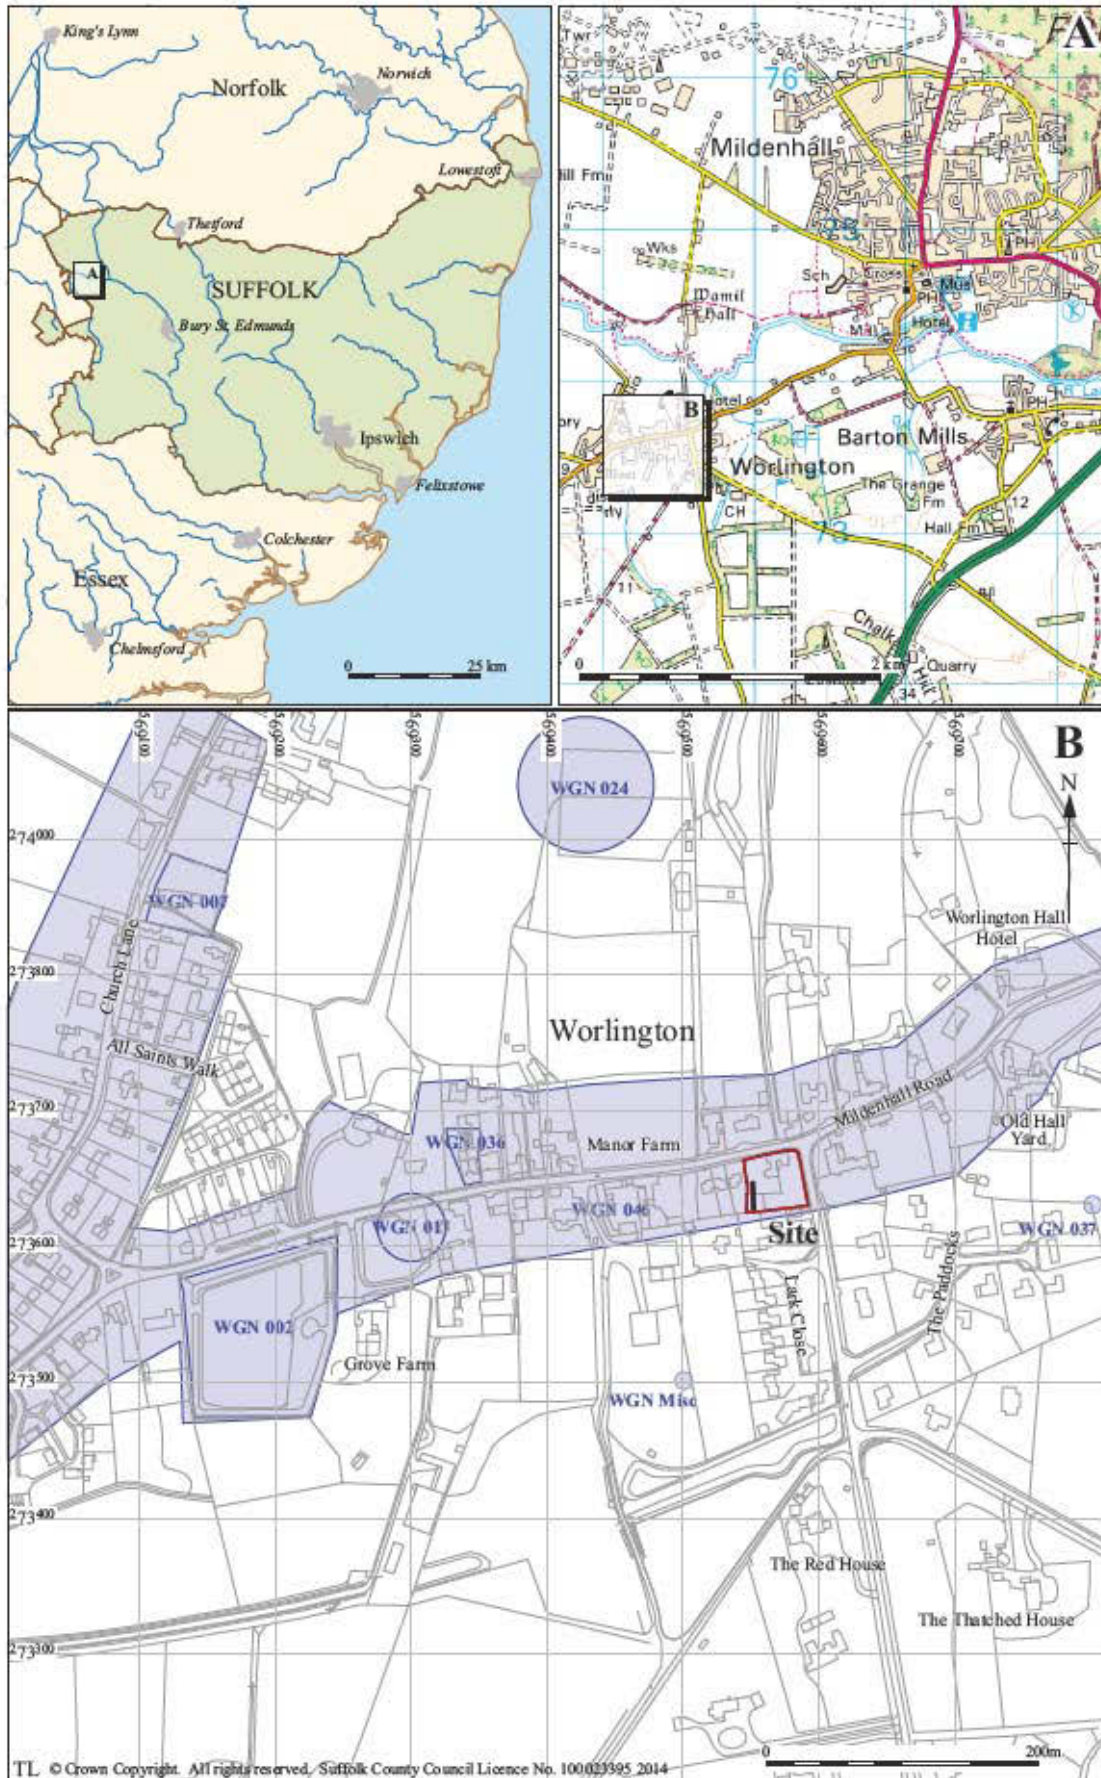 King's Lynn
Norwich
Norfolk
Lowestoft
Thetford
A
SUFFOLK
Bury St. Edmunds
Ipswich
Felixstowe
Colchester
Essex
Chelmsford
0 25 km
A
Twr
76
Mildenhall
Wks
PH
Sch
Mus
PH
Hotel
Mill
H
B
PH
Barton Mills
Worlington
The Grange
Fm
CH
73
Hall Fm
12
11
Chalk
Hill
Quarry
34
0 2 km
B
N
274000
WGN 024
WGN 007
Church Lane
Worlington Hall
Hotel
273800
Worlington
All Saints Walk
273700
Mildenhall Road
WGN 036
Manor Farm
Old Hall
Yard
WGN 046
WGN 037
Site
273600
The Paddocks
Lark Close
WGN 002
Grove Farm
273500
WGN Misc
273400
The Red House
The Thatched House
273300
0 200m
TL © Crown Copyright. All rights reserved. Suffolk County Council Licence No. 100023395 2014